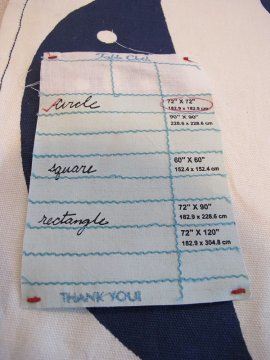 Table Cloth
circle 72" X 72"
182.9 x 182.9 cm
90" X 90"
228.6 x 228.6 cm
square 60" X 60"
152.4 x 152.4 cm
rectangle 72" X 90"
182.9 x 228.6 cm
72" X 120"
182.9 x 304.8 cm
THANK YOU!